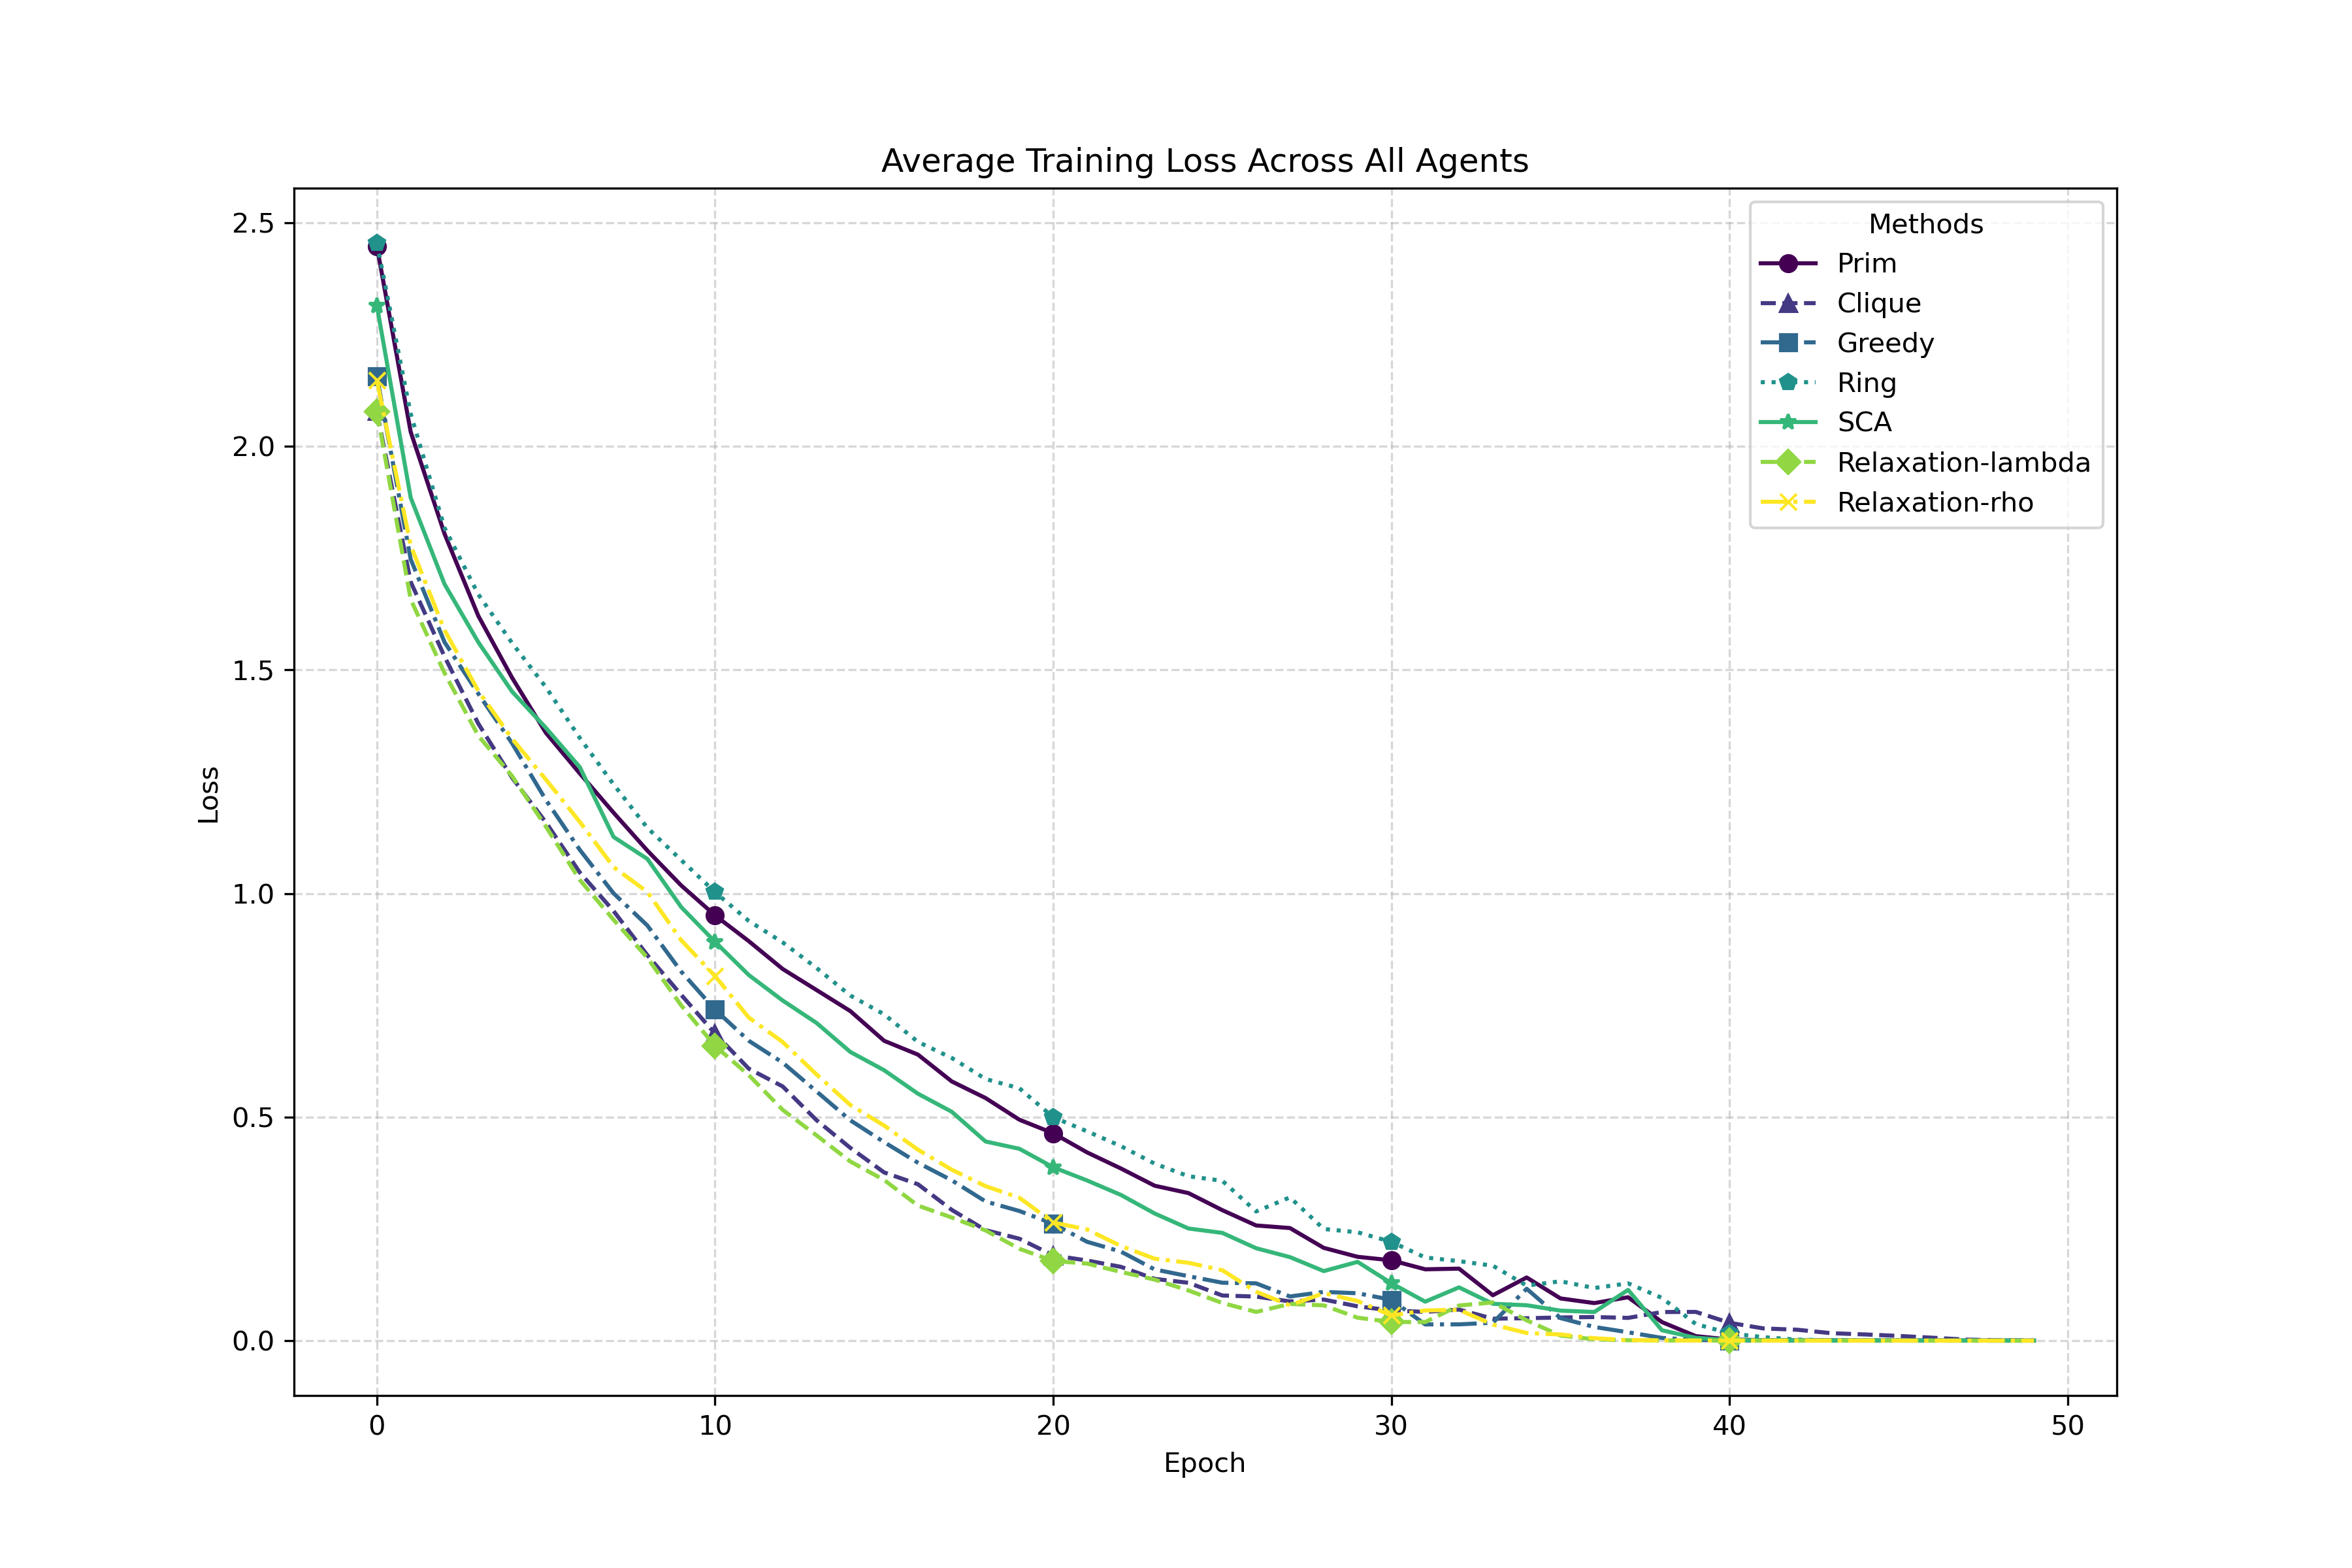 Average Training Loss Across All Agents
Methods
Prim
Clique
Greedy
Ring
SCA
Relaxation-lambda
Relaxation-rho
Loss
2.5
2.0
1.5
1.0
0.5
0.0
0 10 20 30 40 50
Epoch